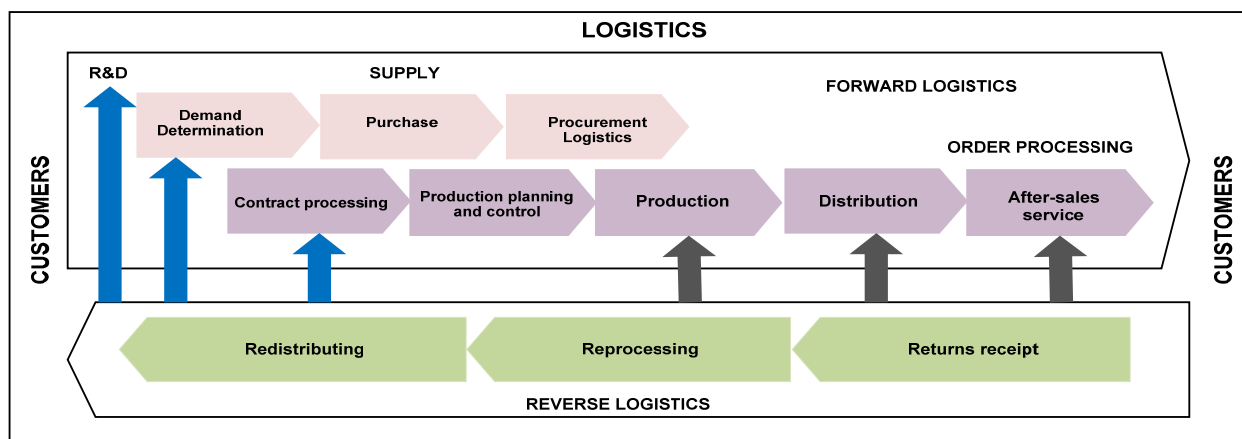 LOGISTICS
R&D
SUPPLY
FORWARD LOGISTICS
Demand
Determination
Purchase
Procurement
Logistics
ORDER PROCESSING
CUSTOMERS
CUSTOMERS
Contract processing
Production planning
and control
Production
Distribution
After-sales
service
Redistributing
Reprocessing
Returns receipt
REVERSE LOGISTICS